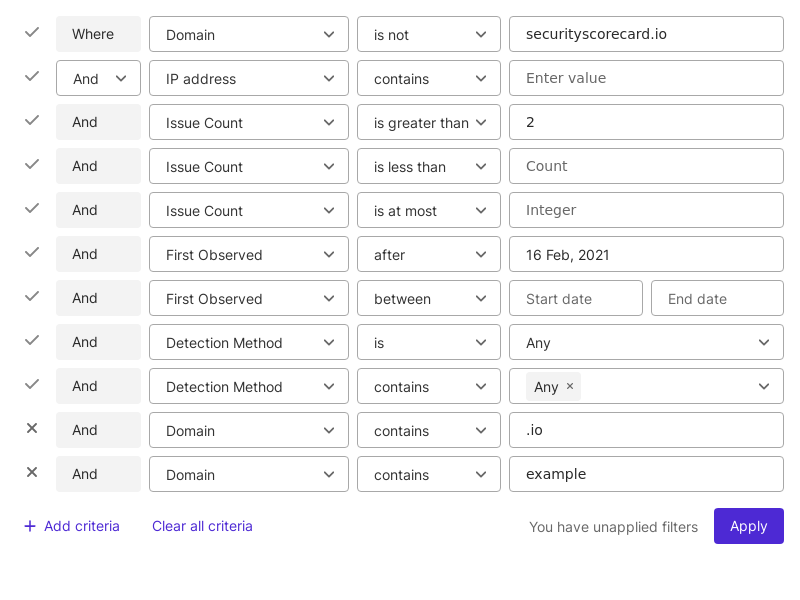 Where Domain is not securityscorecard.io
And IP address contains Enter value
And Issue Count is greater than 2
And Issue Count is less than Count
And Issue Count is at most Integer
And First Observed after 16 Feb, 2021
And First Observed between Start date End date
And Detection Method is Any
And Detection Method contains Any ×
And Domain contains .io
And Domain contains example
+ Add criteria Clear all criteria You have unapplied filters Apply